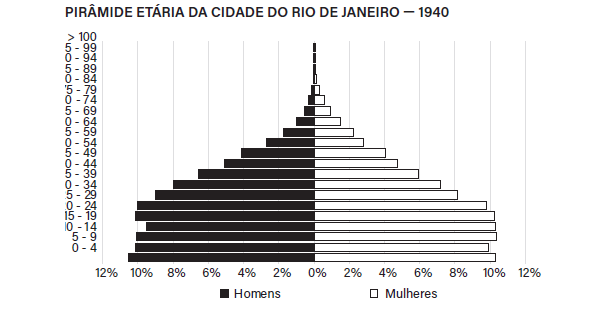 PIRÂMIDE ETÁRIA DA CIDADE DO RIO DE JANEIRO — 1940
> 100
5 - 99
0 - 94
5 - 89
0 - 84
5 - 79
0 - 74
5 - 69
0 - 64
5 - 59
0 - 54
5 - 49
0 - 44
5 - 39
0 - 34
5 - 29
0 - 24
15 - 19
10 - 14
5 - 9
0 - 4
12% 10% 8% 6% 4% 2% 0% 2% 4% 6% 8% 10% 12%
Homens Mulheres